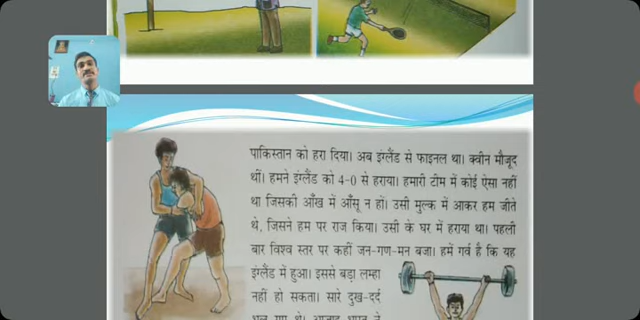 पाकिस्तान को हरा दिया। अब इंग्लैंड से फाइनल था। क्वीन मौजूद
थीं। हमने इंग्लैंड को 4-0 से हराया। हमारी टीम में कोई ऐसा नहीं
था जिसकी आँख में आँसू न हों। उसी मुल्क में आकर हम जीते
थे, जिसने हम पर राज किया। उसी के घर में हराया था। पहली
बार विश्व स्तर पर कहीं जन-गण-मन बजा। हमें गर्व है कि यह
इंग्लैंड में हुआ। इससे बड़ा लम्हा
नहीं हो सकता। सारे दुख-दर्द